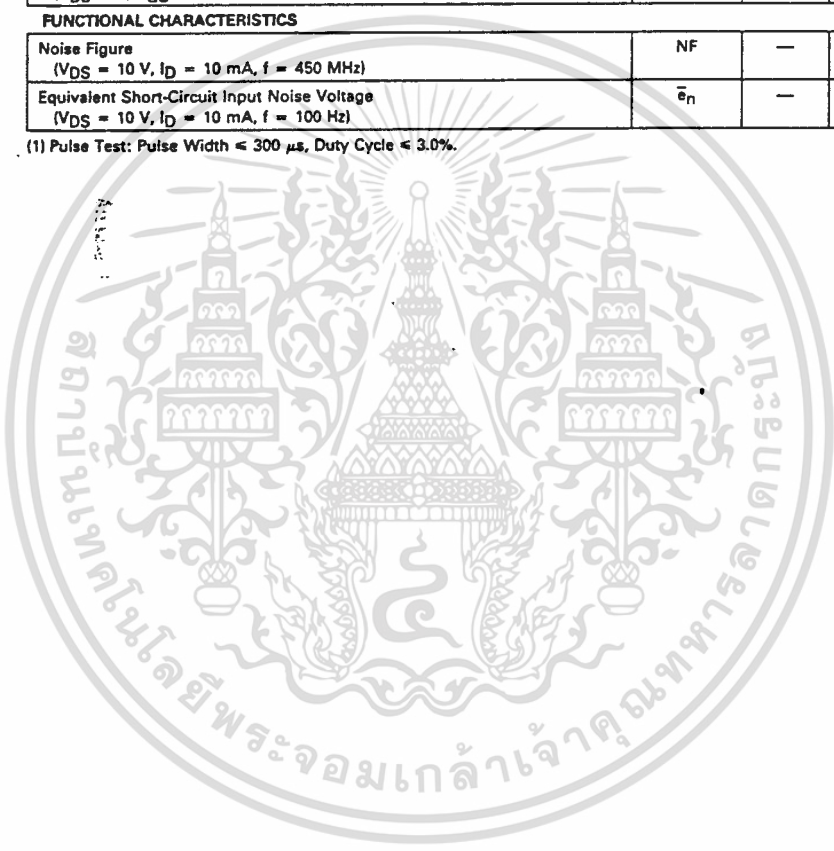 FUNCTIONAL CHARACTERISTICS
Noise Figure NF —
(VDS = 10 V, ID = 10 mA, f = 450 MHz)
Equivalent Short-Circuit Input Noise Voltage e̅n —
(VDS = 10 V, ID = 10 mA, f = 100 Hz)
(1) Pulse Test: Pulse Width ≤ 300 μs, Duty Cycle ≤ 3.0%.
สถาบันเทคโนโลยีพระจอมเกล้าเจ้าคุณทหารลาดกระบัง